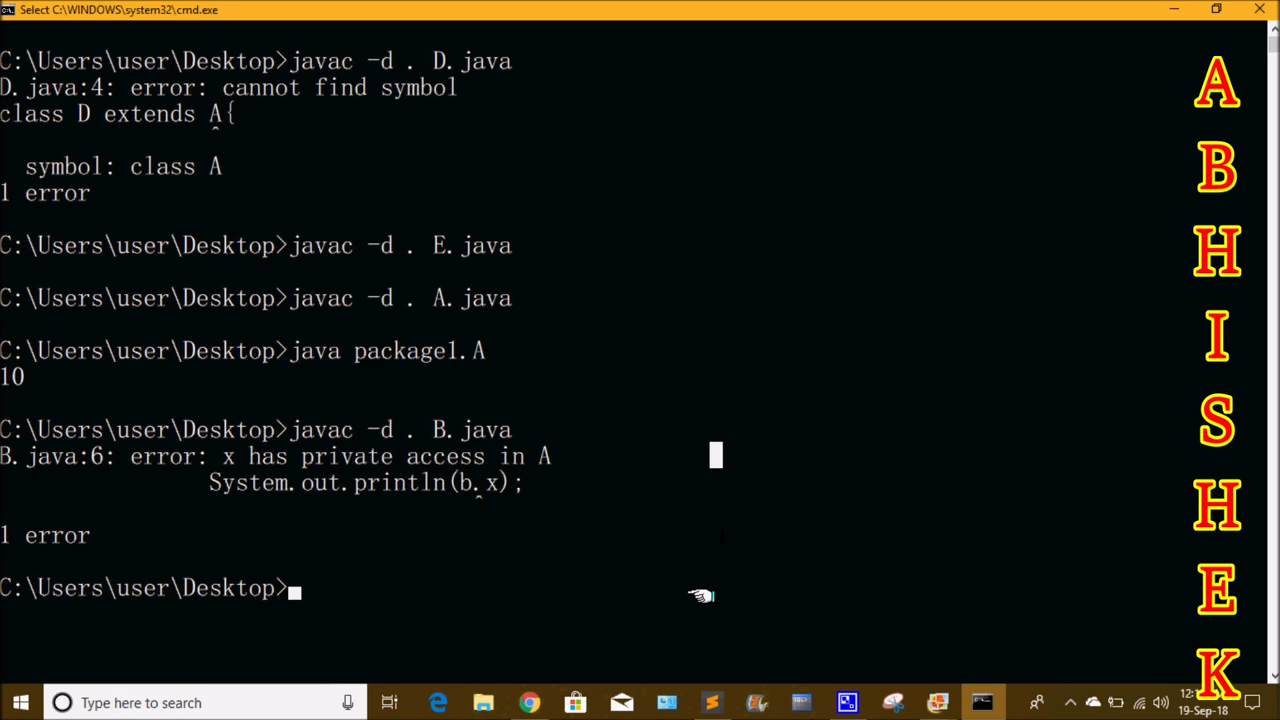 Select C:\WINDOWS\system32\cmd.exe
C:\Users\user\Desktop>javac -d . D.java
D.java:4: error: cannot find symbol
class D extends A{
^
symbol: class A
1 error
C:\Users\user\Desktop>javac -d . E.java
C:\Users\user\Desktop>javac -d . A.java
C:\Users\user\Desktop>java package1.A
10
C:\Users\user\Desktop>javac -d . B.java
B.java:6: error: x has private access in A
System.out.println(b.x);
^
1 error
C:\Users\user\Desktop>
A
B
H
I
S
H
E
K
Type here to search
19-Sep-18